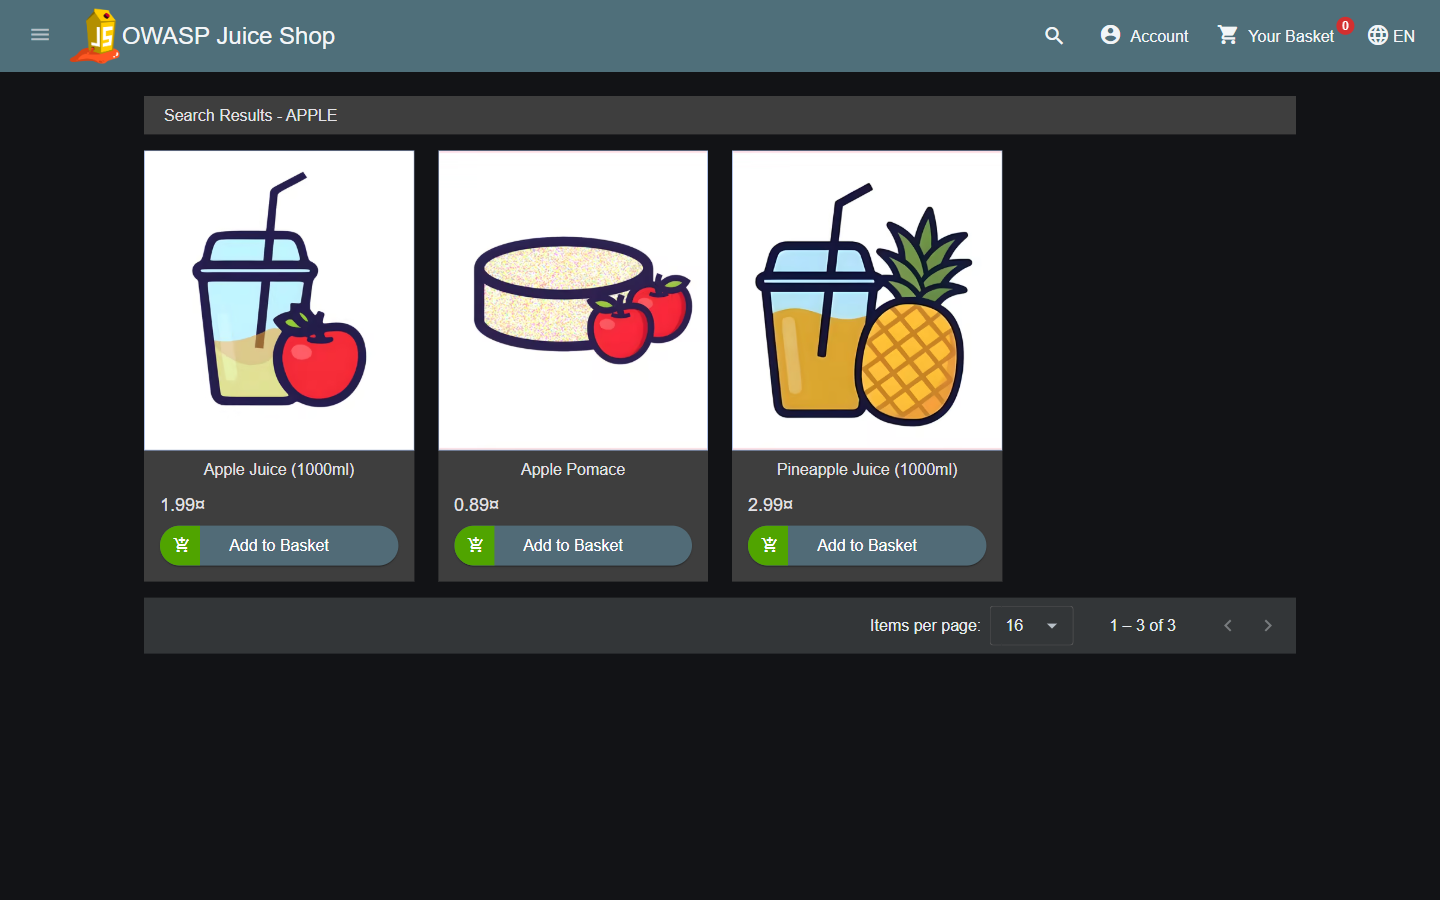 JS
OWASP Juice Shop
Account
Your Basket
0
EN
Search Results - APPLE
Apple Juice (1000ml)
1.99¤
Add to Basket
Apple Pomace
0.89¤
Add to Basket
Pineapple Juice (1000ml)
2.99¤
Add to Basket
Items per page:
16
1 – 3 of 3